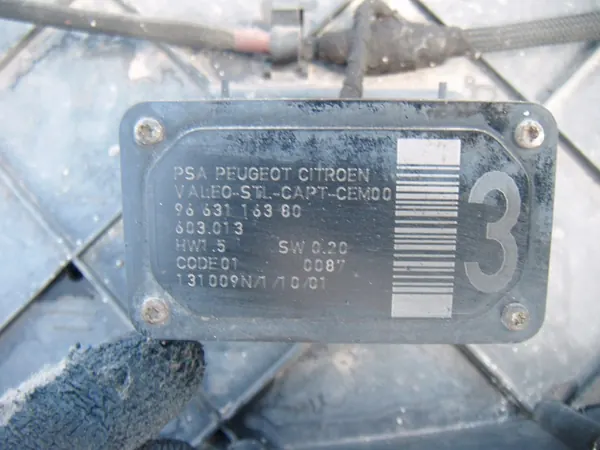 PSA PEUGEOT CITROEN
VALEO-STL-CAPT-CEM00
96 631 163 80
603.013
HW1.5 SW 0.20
CODE01 0087
131009N/1/10/01
3